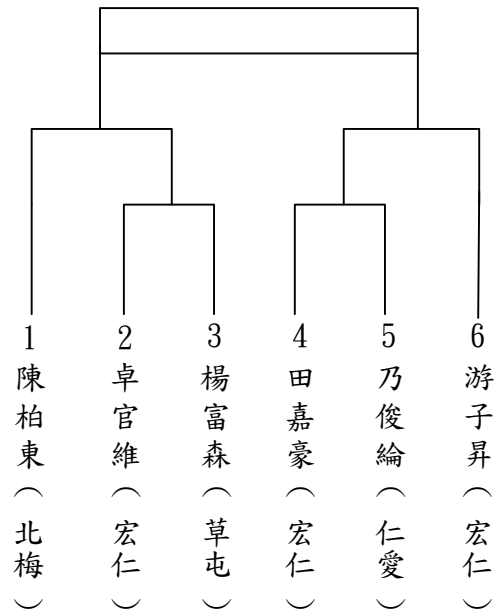 1 陳柏東（北梅）
2 卓官維（宏仁）
3 楊富森（草屯）
4 田嘉豪（宏仁）
5 乃俊綸（仁愛）
6 游子昇（宏仁）